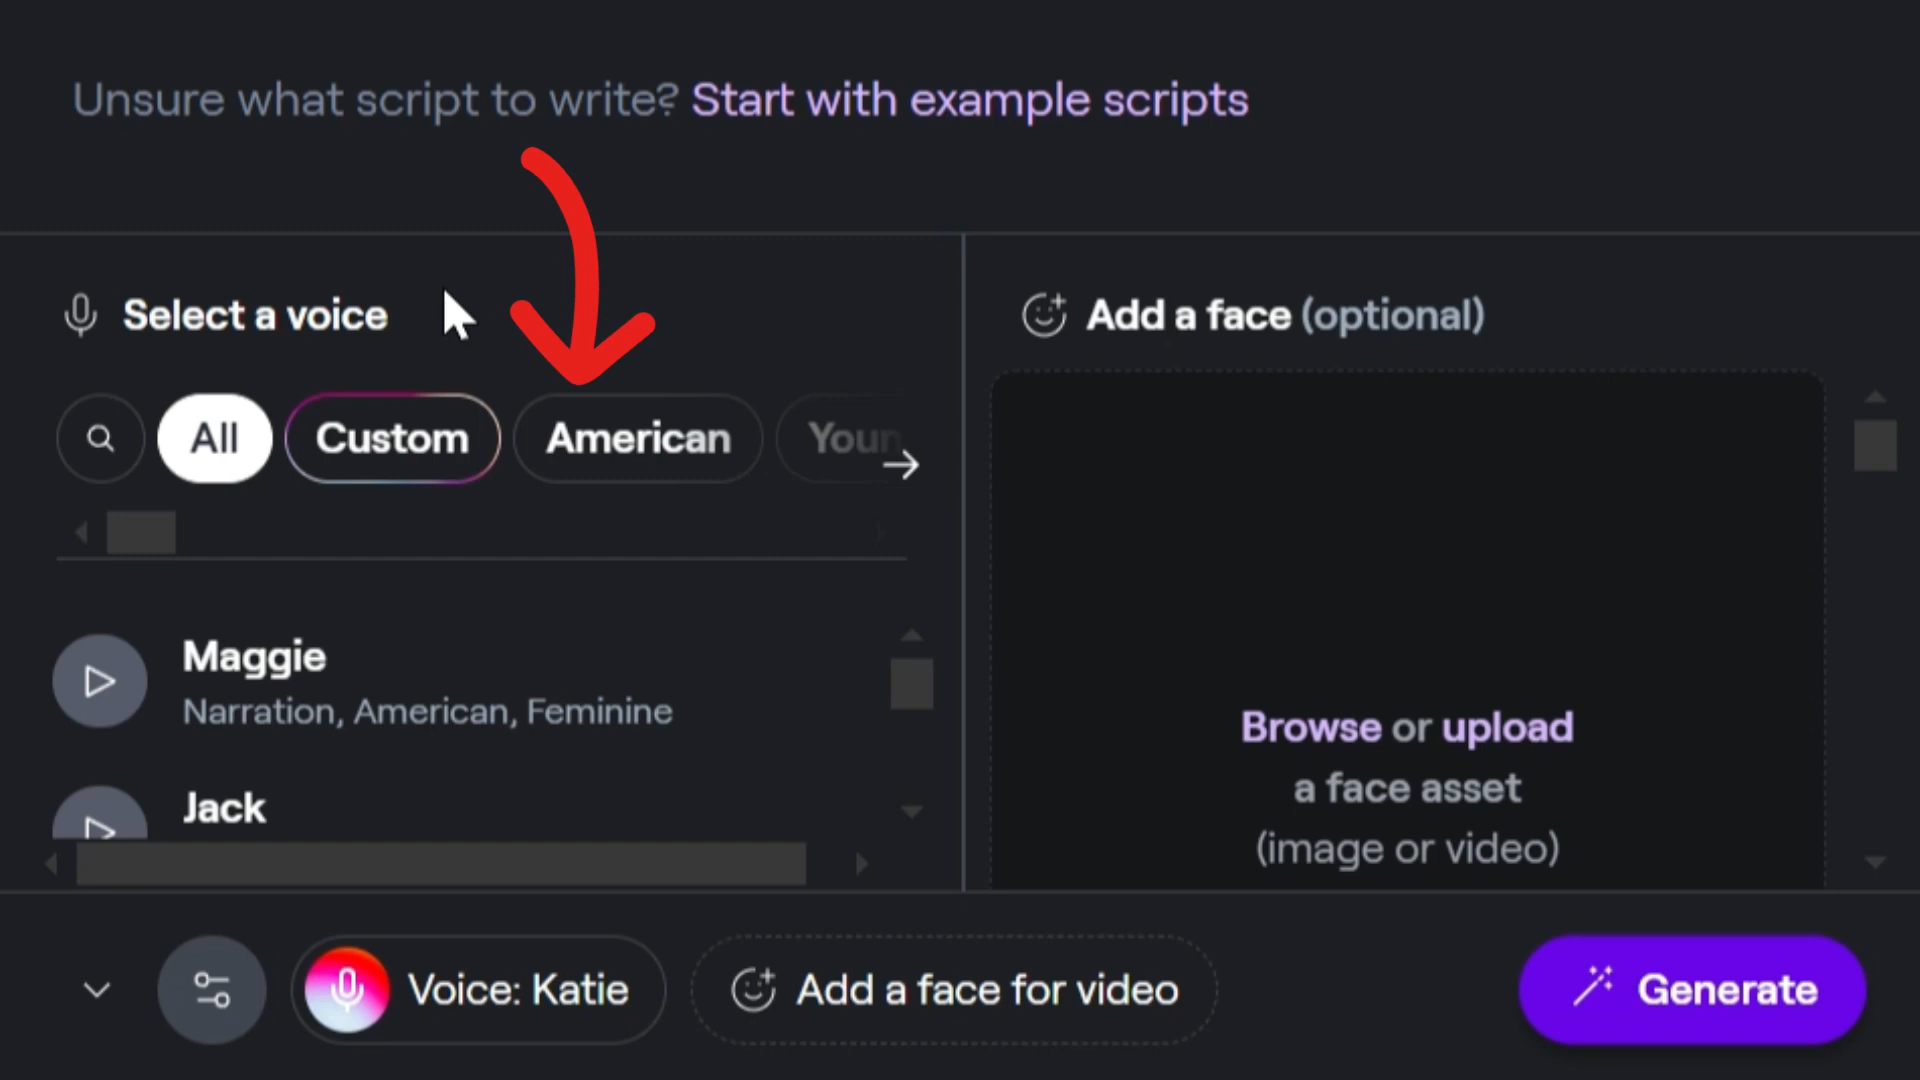 Unsure what script to write? Start with example scripts
Select a voice
All
Custom
American
Maggie
Narration, American, Feminine
Jack
Add a face (optional)
Browse or upload
a face asset
(image or video)
Voice: Katie
Add a face for video
Generate